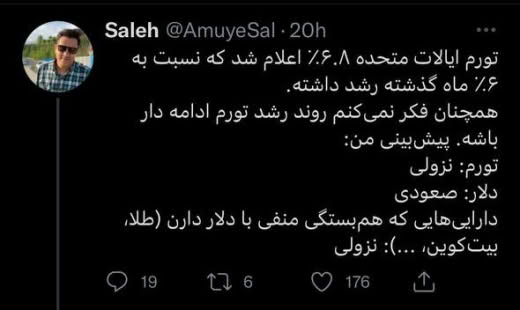 Saleh @AmuyeSal · 20h
تورم ایالات متحده ۶.۸٪ اعلام شد که نسبت به
۶٪ ماه گذشته رشد داشته.
همچنان فکر نمی‌کنم روند رشد تورم ادامه دار
باشه. پیش‌بینی من:
تورم: نزولی
دلار: صعودی
دارایی‌هایی که هم‌بستگی منفی با دلار دارن (طلا،
بیت‌کوین، ...): نزولی
19 6 176